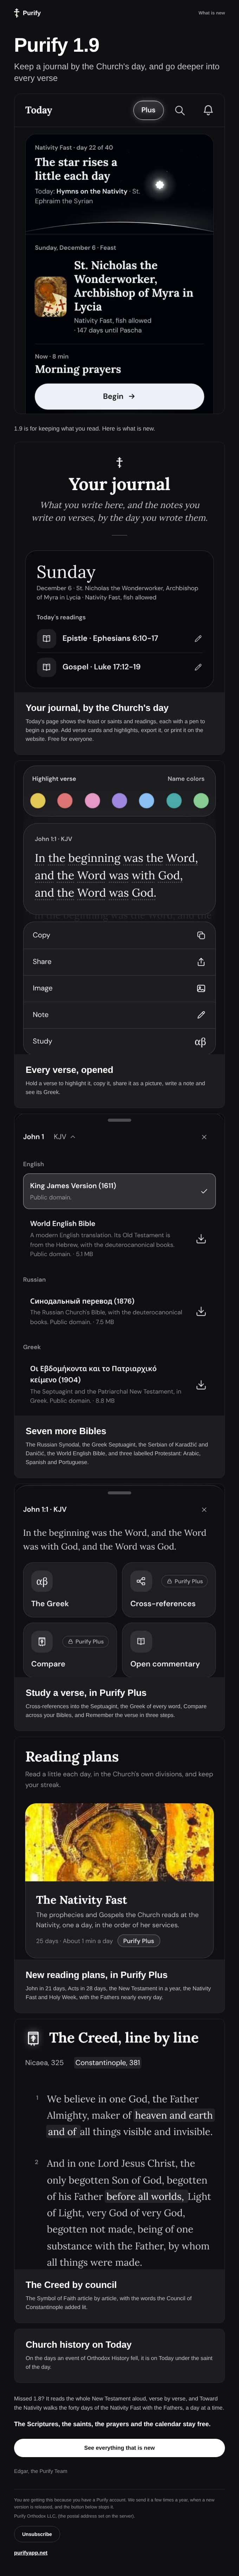 Purify
What is new
Purify 1.9
Keep a journal by the Church's day, and go deeper into
every verse
Today
Plus
Nativity Fast · day 22 of 40
The star rises a
little each day
Today: Hymns on the Nativity · St.
Ephraim the Syrian
Sunday, December 6 · Feast
St. Nicholas the
Wonderworker,
Archbishop of Myra in
Lycia
Nativity Fast, fish allowed
· 147 days until Pascha
Now · 8 min
Morning prayers
Begin →
1.9 is for keeping what you read. Here is what is new.
Your journal
What you write here, and the notes you
write on verses, by the day you wrote them.
Sunday
December 6 · St. Nicholas the Wonderworker, Archbishop
of Myra in Lycia · Nativity Fast, fish allowed
Today's readings
Epistle · Ephesians 6:10–17
Gospel · Luke 17:12–19
Your journal, by the Church's day
Today's page shows the feast or saints and readings, each with a pen to
begin a page. Add verse cards and highlights, export it, or print it on the
website. Free for everyone.
Highlight verse
Name colors
John 1:1 · KJV
In the beginning was the Word,
and the Word was with God,
and the Word was God.
Copy
Share
Image
Note
Study
αβ
Every verse, opened
Hold a verse to highlight it, copy it, share it as a picture, write a note and
see its Greek.
John 1
KJV
English
King James Version (1611)
Public domain.
World English Bible
A modern English translation. Its Old Testament is
from the Hebrew, with the deuterocanonical books.
Public domain. · 5.1 MB
Russian
Синодальный перевод (1876)
The Russian Church's Bible, with the deuterocanonical
books. Public domain. · 7.5 MB
Greek
Οι Εβδομήκοντα και το Πατριαρχικό
κείμενο (1904)
The Septuagint and the Patriarchal New Testament, in
Greek. Public domain. · 8.8 MB
Seven more Bibles
The Russian Synodal, the Greek Septuagint, the Serbian of Karadžić and
Daničić, the World English Bible, and three labelled Protestant: Arabic,
Spanish and Portuguese.
John 1:1 · KJV
In the beginning was the Word, and the Word
was with God, and the Word was God.
αβ
The Greek
Purify Plus
Cross-references
Purify Plus
Compare
Open commentary
Study a verse, in Purify Plus
Cross-references into the Septuagint, the Greek of every word, Compare
across your Bibles, and Remember the verse in three steps.
Reading plans
Read a little each day, in the Church's own divisions, and keep
your streak.
The Nativity Fast
The prophecies and Gospels the Church reads at the
Nativity, one a day, in the order of her services.
25 days · About 1 min a day
Purify Plus
New reading plans, in Purify Plus
John in 21 days, Acts in 28 days, the New Testament in a year, the Nativity
Fast and Holy Week, with the Fathers nearly every day.
The Creed, line by line
Nicaea, 325
Constantinople, 381
1
We believe in one God, the Father
Almighty, maker of heaven and earth
and of all things visible and invisible.
2
And in one Lord Jesus Christ, the
only begotten Son of God, begotten
of his Father before all worlds, Light
of Light, very God of very God,
begotten not made, being of one
substance with the Father, by whom
all things were made.
The Creed by council
The Symbol of Faith article by article, with the words the Council of
Constantinople added lit.
Church history on Today
On the days an event of Orthodox History fell, it is on Today under the saint
of the day.
Missed 1.8? It reads the whole New Testament aloud, verse by verse, and Toward
the Nativity walks the forty days of the Nativity Fast with the Fathers, a day at a time.
The Scriptures, the saints, the prayers and the calendar stay free.
See everything that is new
Edgar, the Purify Team
You are getting this because you have a Purify account. We send it a few times a year, when a new
version is released, and the button below stops it.
Purify Orthodox LLC. (the postal address set on the server).
Unsubscribe
purifyapp.net